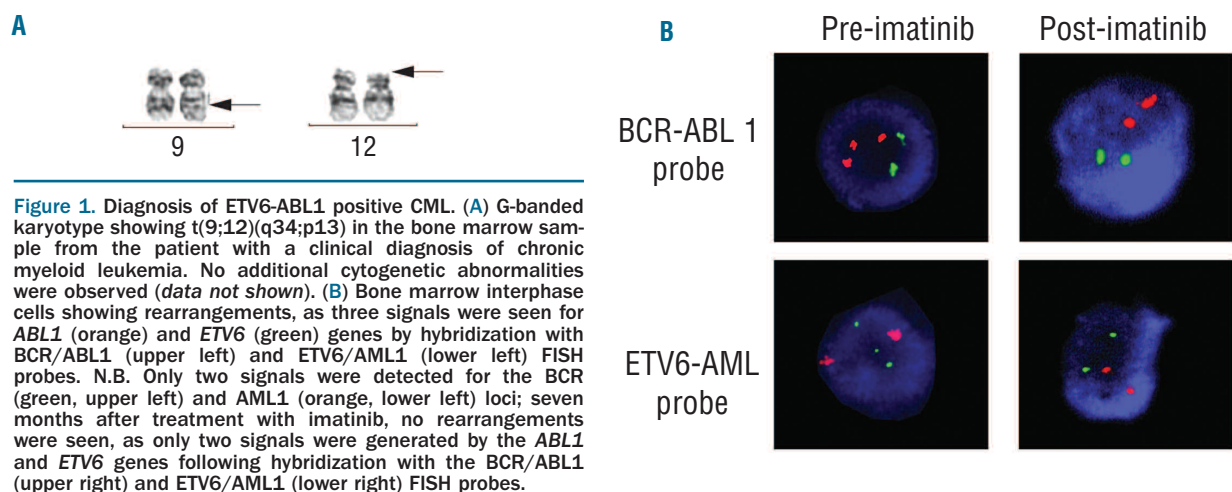 A
9
12
Figure 1. Diagnosis of ETV6-ABL1 positive CML. (A) G-banded
karyotype showing t(9;12)(q34;p13) in the bone marrow sam-
ple from the patient with a clinical diagnosis of chronic
myeloid leukemia. No additional cytogenetic abnormalities
were observed (data not shown). (B) Bone marrow interphase
cells showing rearrangements, as three signals were seen for
ABL1 (orange) and ETV6 (green) genes by hybridization with
BCR/ABL1 (upper left) and ETV6/AML1 (lower left) FISH
probes. N.B. Only two signals were detected for the BCR
(green, upper left) and AML1 (orange, lower left) loci; seven
months after treatment with imatinib, no rearrangements
were seen, as only two signals were generated by the ABL1
and ETV6 genes following hybridization with the BCR/ABL1
(upper right) and ETV6/AML1 (lower right) FISH probes.
B
Pre-imatinib
Post-imatinib
BCR-ABL 1
probe
ETV6-AML
probe